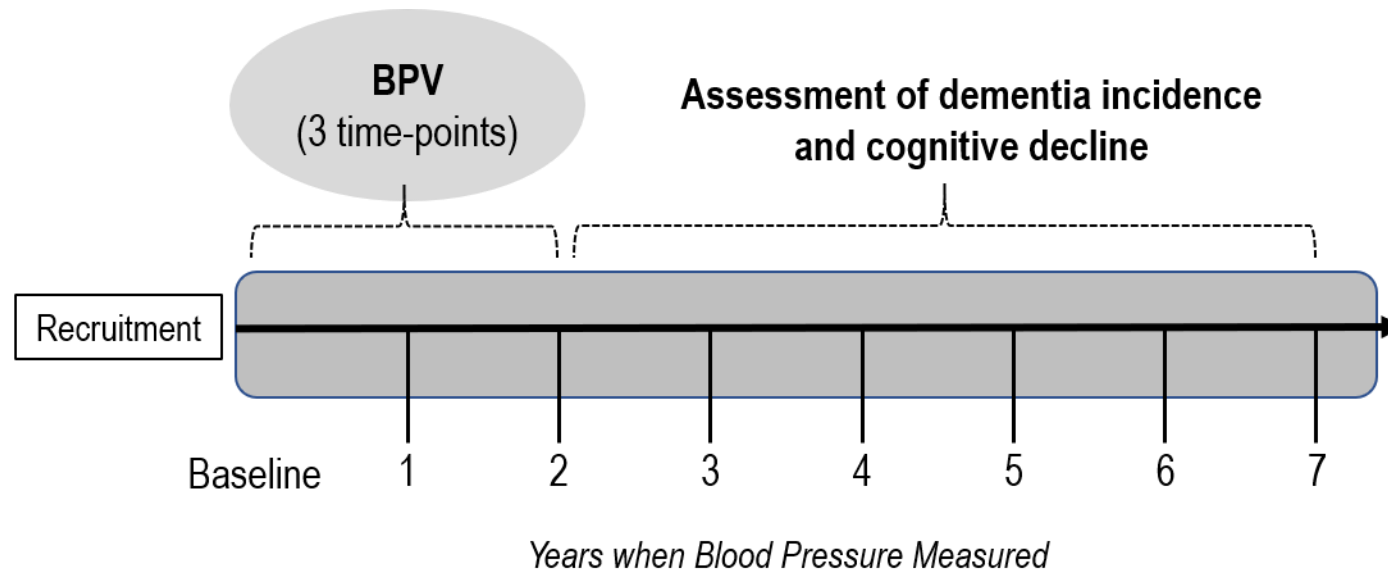 BPV
(3 time-points)
Assessment of dementia incidence
and cognitive decline
Recruitment
Baseline 1 2 3 4 5 6 7
Years when Blood Pressure Measured